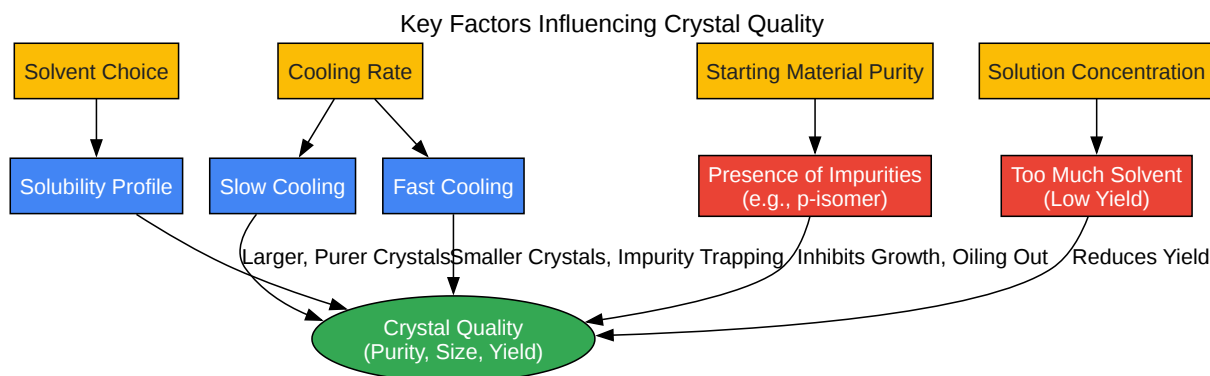 Key Factors Influencing Crystal Quality
Solvent Choice
Cooling Rate
Starting Material Purity
Solution Concentration
Solubility Profile
Slow Cooling
Fast Cooling
Presence of Impurities
(e.g., p-isomer)
Too Much Solvent
(Low Yield)
Larger, Purer Crystals
Smaller Crystals, Impurity Trapping
Inhibits Growth, Oiling Out
Reduces Yield
Crystal Quality
(Purity, Size, Yield)